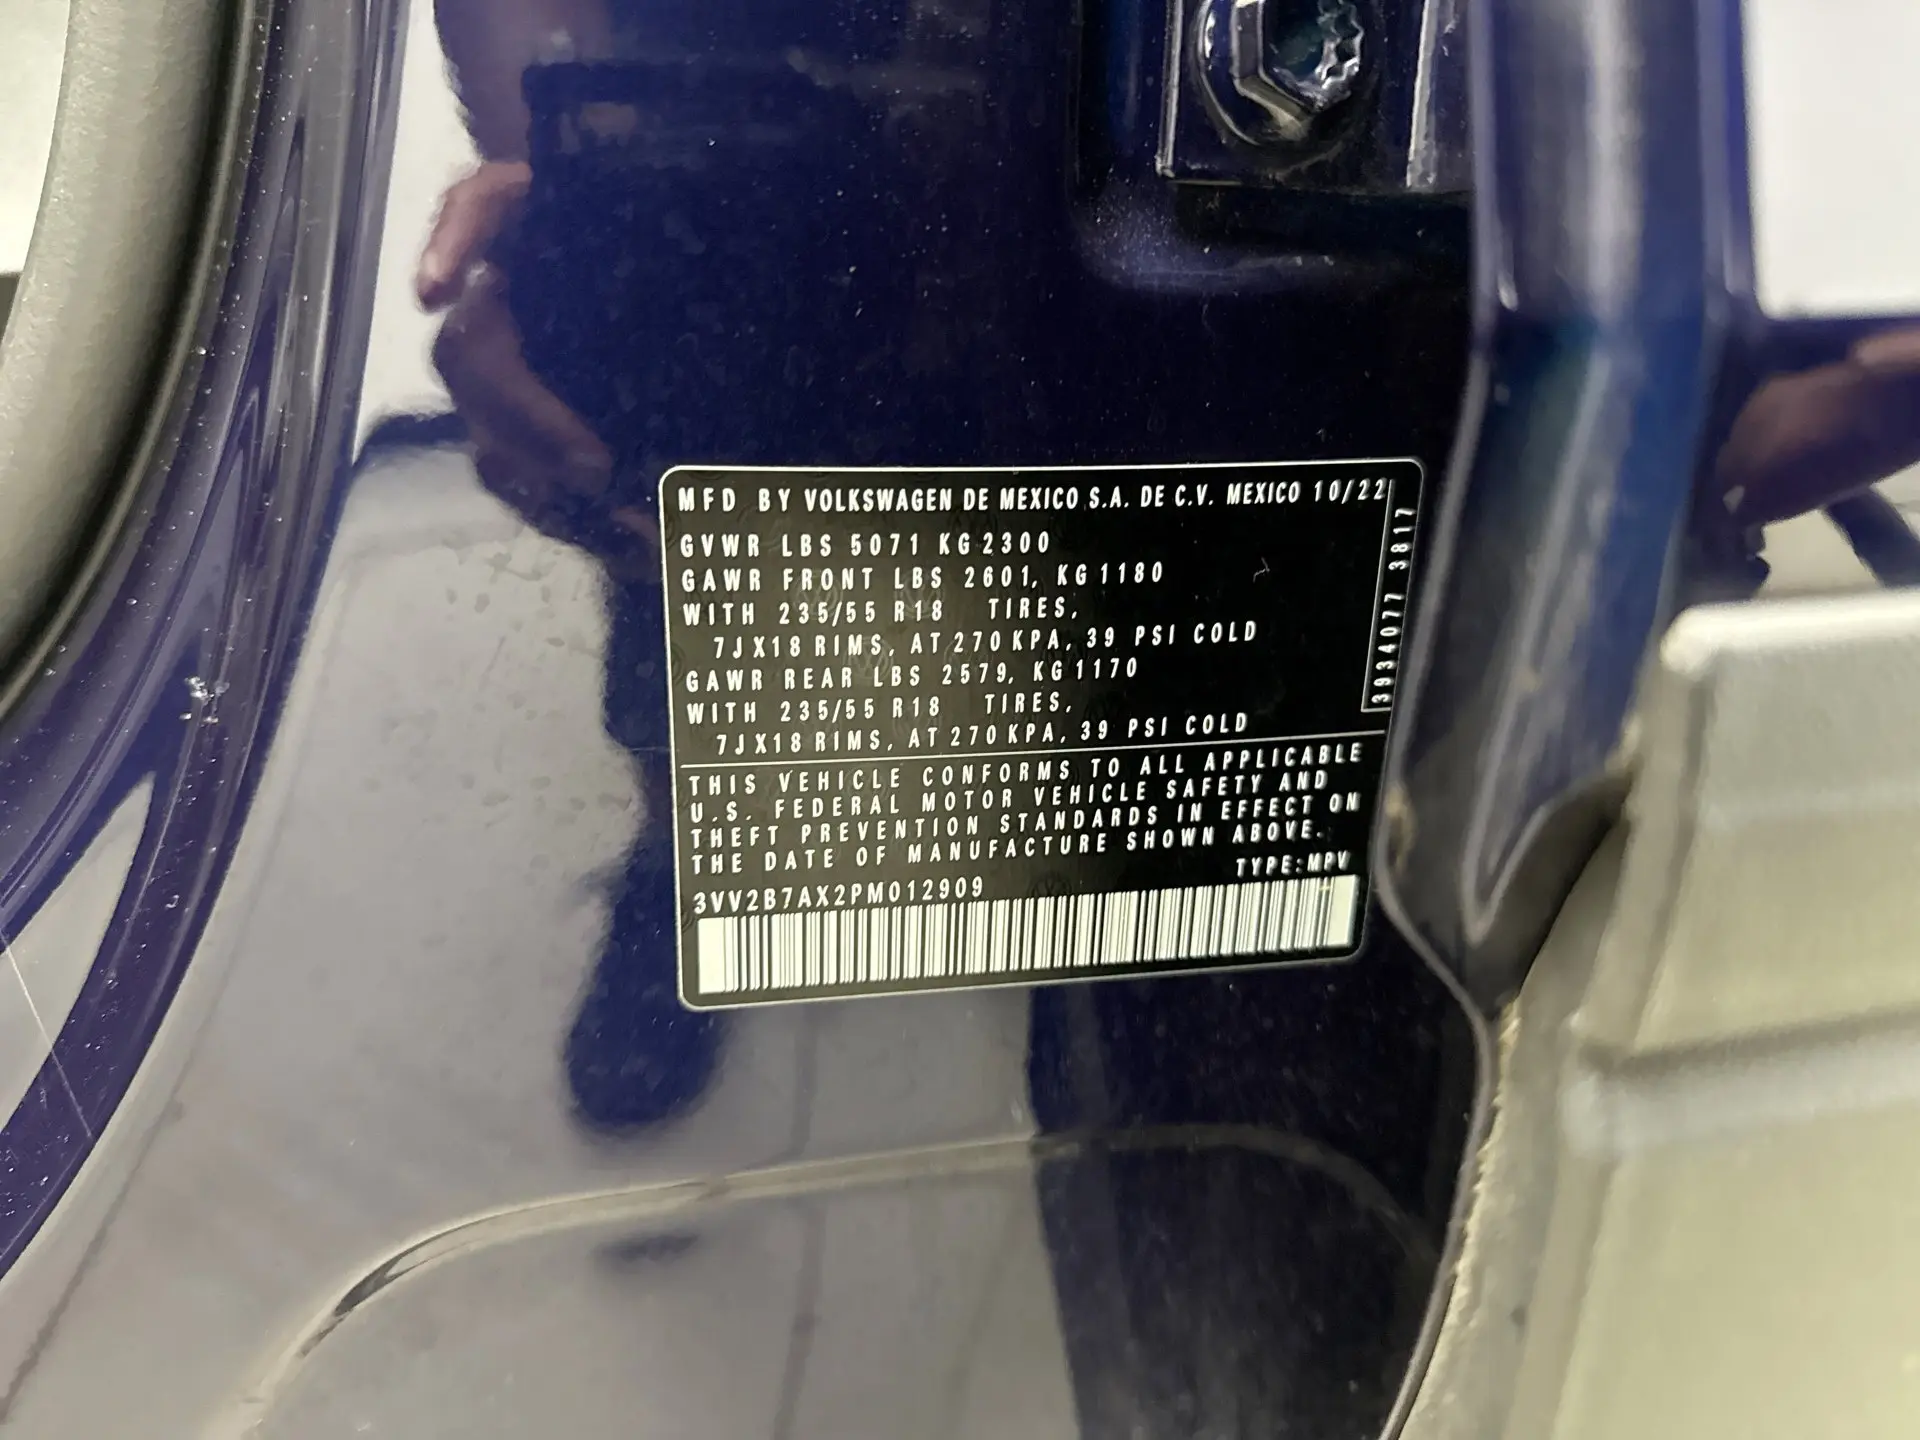 MFD BY VOLKSWAGEN DE MEXICO S.A. DE C.V. MEXICO 10/22
GVWR LBS 5071 KG 2300
GAWR FRONT LBS 2601, KG 1180
WITH 235/55 R18 TIRES,
7JX18 RIMS, AT 270 KPA, 39 PSI COLD
GAWR REAR LBS 2579, KG 1170
WITH 235/55 R18 TIRES,
7JX18 RIMS, AT 270 KPA, 39 PSI COLD
3934077 3817
THIS VEHICLE CONFORMS TO ALL APPLICABLE
U.S. FEDERAL MOTOR VEHICLE SAFETY AND
THEFT PREVENTION STANDARDS IN EFFECT ON
THE DATE OF MANUFACTURE SHOWN ABOVE.
TYPE:MPV
3VV2B7AX2PM012909